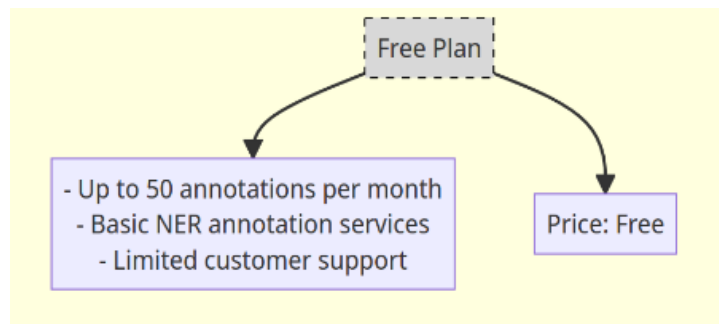 Free Plan
- Up to 50 annotations per month
- Basic NER annotation services
- Limited customer support
Price: Free